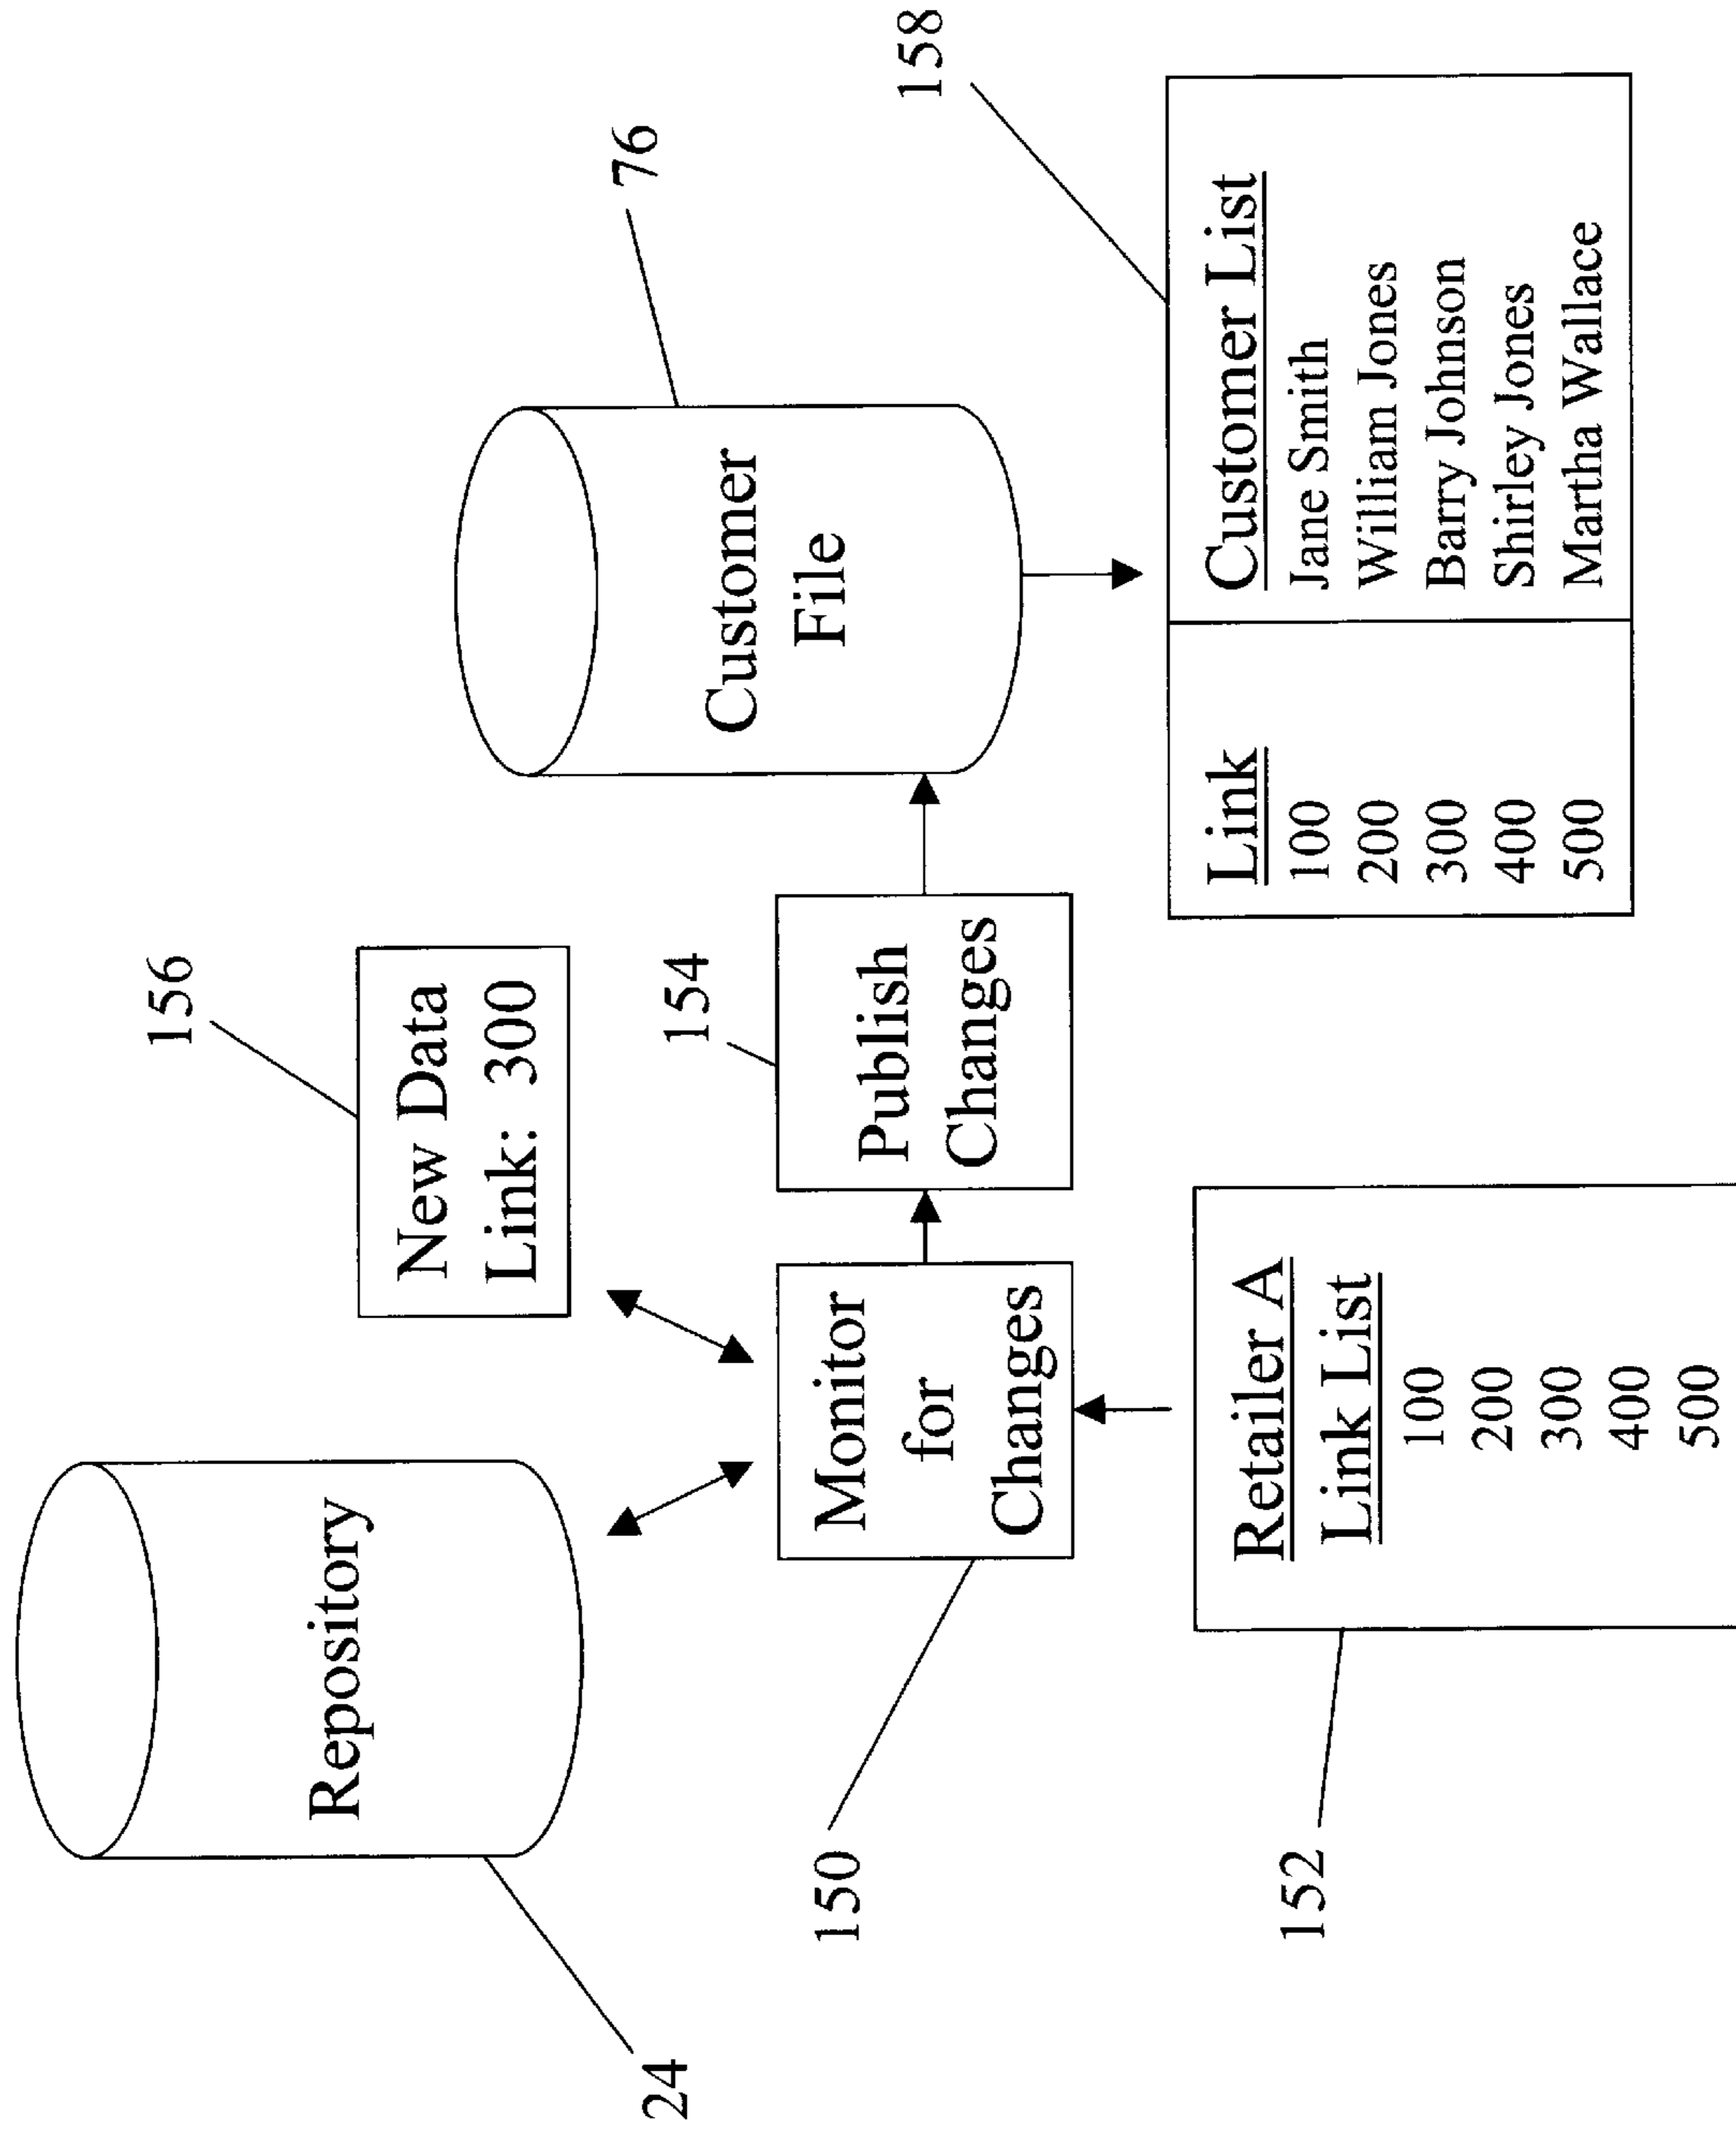 Repository
24
156
New Data
Link: 300
76
Customer
File
150
Monitor
for
Changes
154
Publish
Changes
152
Retailer A
Link List
100
200
300
400
500
158
Link Customer List
100 Jane Smith
200 William Jones
300 Barry Johnson
400 Shirley Jones
500 Martha Wallace